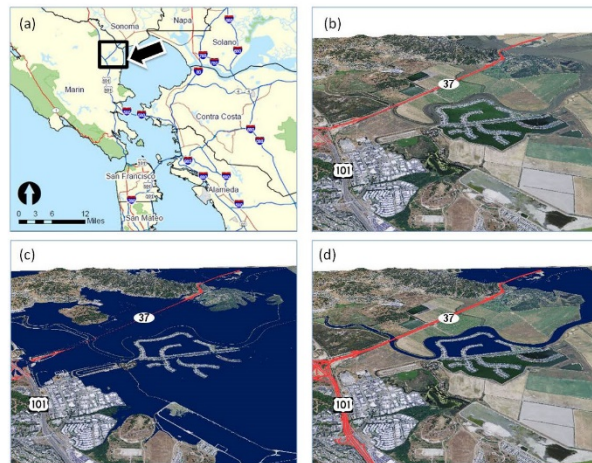 (a)
Sonoma
Napa
Solano
Marin
Contra Costa
San Francisco
Alameda
San Mateo
0 3 6 12
Miles
(b)
37
101
(c)
37
101
(d)
37
101